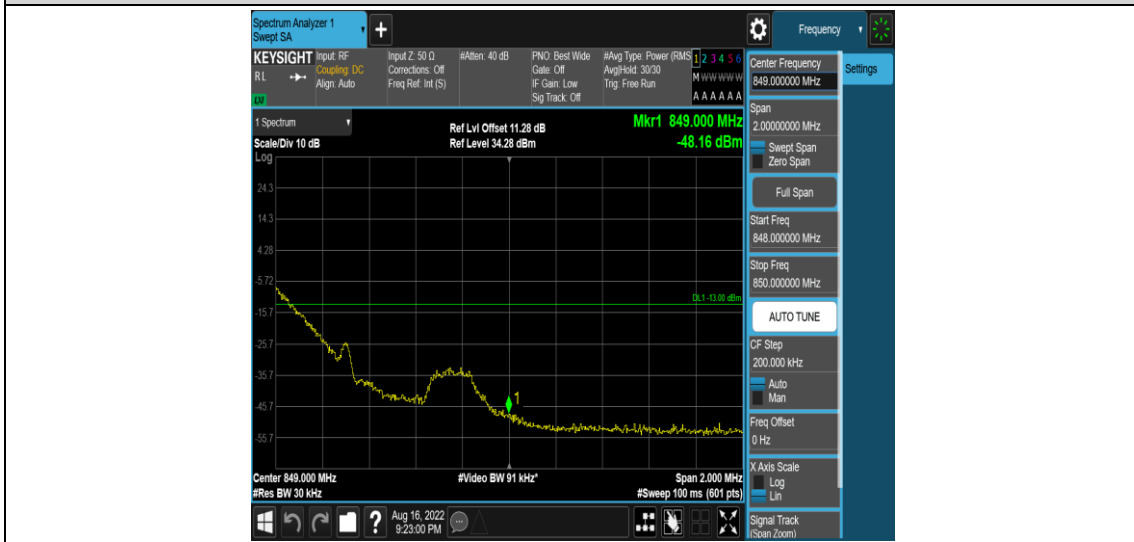 Spectrum Analyzer 1
Swept SA
+
Frequency
KEYSIGHT
RL
LXI
Input: RF
Coupling: DC
Align: Auto
Input Z: 50 Ω
Corrections: Off
Freq Ref: Int (S)
#Atten: 40 dB
PNO: Best Wide
Gate: Off
IF Gain: Low
Sig Track: Off
#Avg Type: Power (RMS
Avg|Hold: 30/30
Trig: Free Run
1 2 3 4 5 6
M W W W W W
A A A A A A
Center Frequency
849.000000 MHz
Settings
Span
2.00000000 MHz
Swept Span
Zero Span
Full Span
Start Freq
848.000000 MHz
Stop Freq
850.000000 MHz
AUTO TUNE
CF Step
200.000 kHz
Auto
Man
Freq Offset
0 Hz
X Axis Scale
Log
Lin
Signal Track
(Span Zoom)
1 Spectrum
Scale/Div 10 dB
Log
Ref Lvl Offset 11.28 dB
Ref Level 34.28 dBm
Mkr1 849.000 MHz
-48.16 dBm
24.3
14.3
4.28
-5.72
-15.7
-25.7
-35.7
-45.7
-55.7
DL1 -13.00 dBm
1
Center 849.000 MHz
#Res BW 30 kHz
#Video BW 91 kHz*
Span 2.000 MHz
#Sweep 100 ms (601 pts)
?
Aug 16, 2022
9:23:00 PM